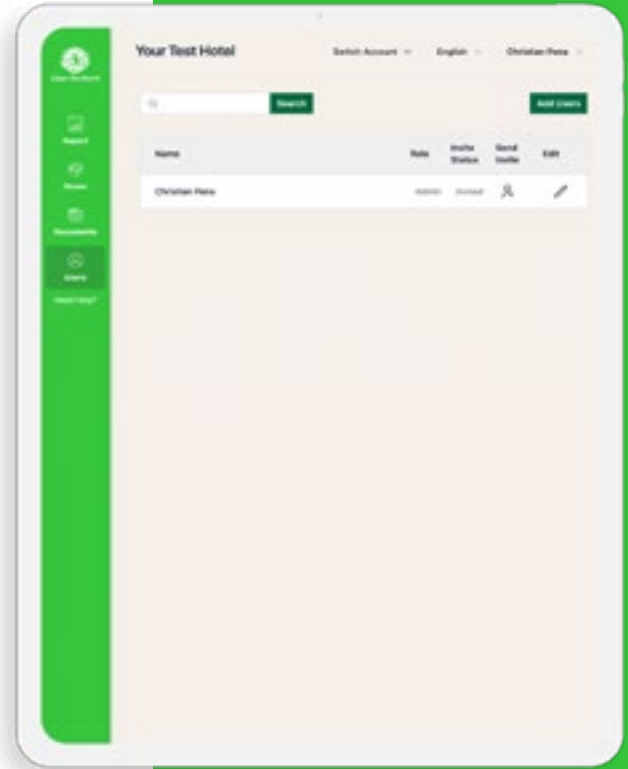 Your Test Hotel
Switch Account
English
Christian Pena
Search
Add Users
Report
Documents
Users
Need Help?
Name
Role
Invite Status
Send Invite
Edit
Christian Pena
Admin
Invited